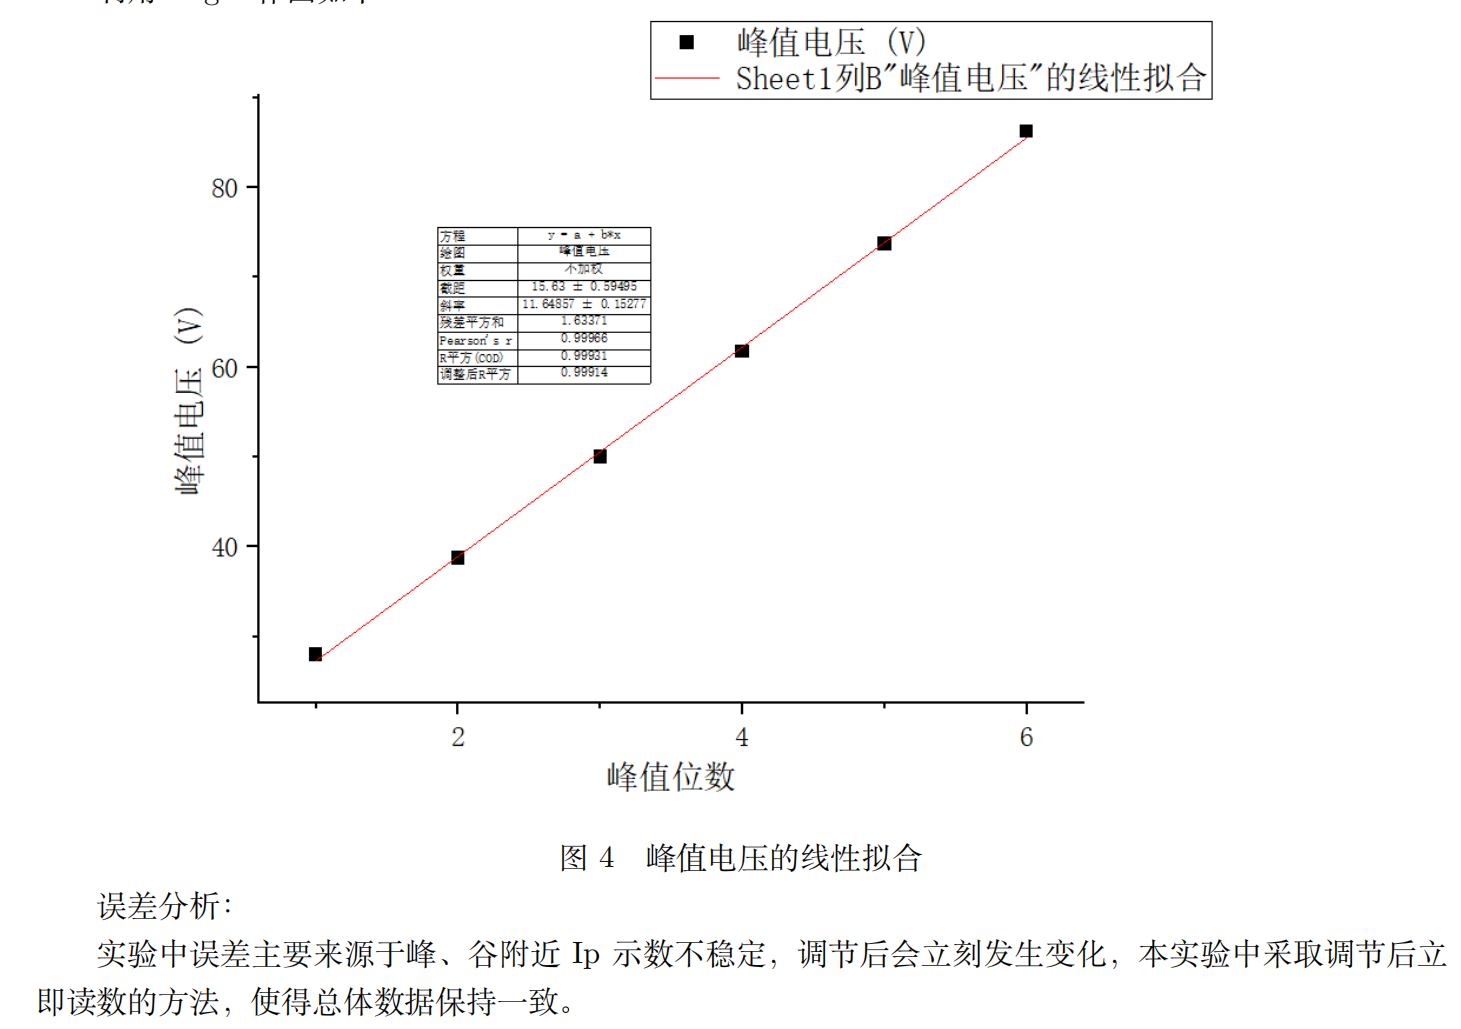 峰值电压 (V)
Sheet1列B"峰值电压"的线性拟合
80
60
40
峰值电压 (V)
方程 y = a + b*x
绘图 峰值电压
权重 不加权
截距 15.63 ± 0.59495
斜率 11.64857 ± 0.15277
残差平方和 1.63371
Pearson's r 0.99966
R平方(COD) 0.99931
调整后R平方 0.99914
2 4 6
峰值位数
图 4 峰值电压的线性拟合
误差分析：
实验中误差主要来源于峰、谷附近 Ip 示数不稳定，调节后会立刻发生变化，本实验中采取调节后立
即读数的方法，使得总体数据保持一致。